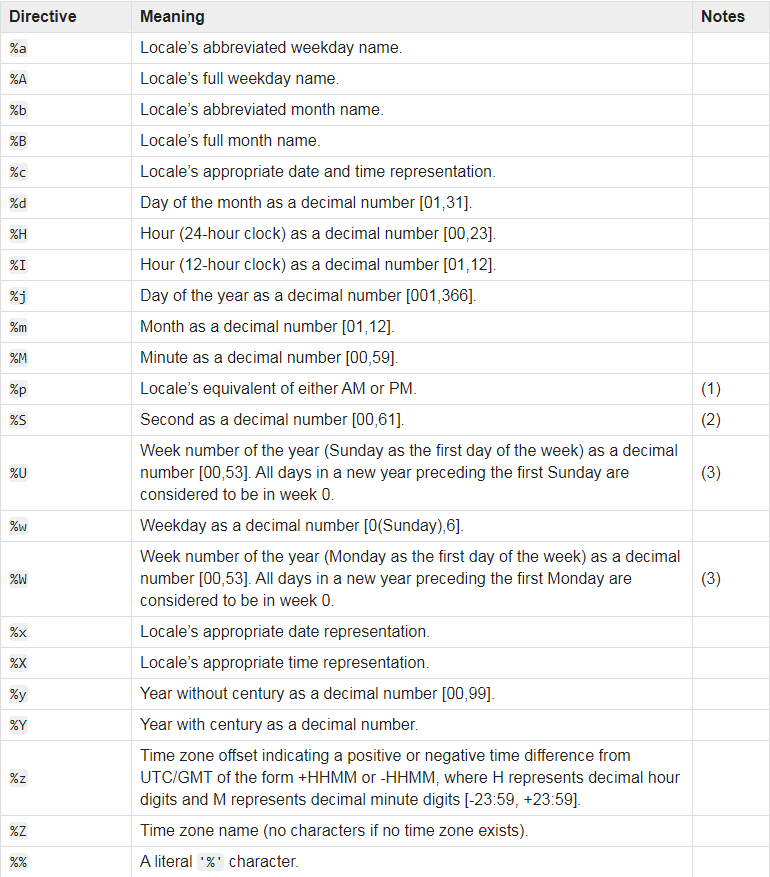 Directive Meaning Notes
%a Locale’s abbreviated weekday name.
%A Locale’s full weekday name.
%b Locale’s abbreviated month name.
%B Locale’s full month name.
%c Locale’s appropriate date and time representation.
%d Day of the month as a decimal number [01,31].
%H Hour (24-hour clock) as a decimal number [00,23].
%I Hour (12-hour clock) as a decimal number [01,12].
%j Day of the year as a decimal number [001,366].
%m Month as a decimal number [01,12].
%M Minute as a decimal number [00,59].
%p Locale’s equivalent of either AM or PM. (1)
%S Second as a decimal number [00,61]. (2)
Week number of the year (Sunday as the first day of the week) as a decimal
%U number [00,53]. All days in a new year preceding the first Sunday are (3)
considered to be in week 0.
%w Weekday as a decimal number [0(Sunday),6].
Week number of the year (Monday as the first day of the week) as a decimal
%W number [00,53]. All days in a new year preceding the first Monday are (3)
considered to be in week 0.
%x Locale’s appropriate date representation.
%X Locale’s appropriate time representation.
%y Year without century as a decimal number [00,99].
%Y Year with century as a decimal number.
Time zone offset indicating a positive or negative time difference from
%z UTC/GMT of the form +HHMM or -HHMM, where H represents decimal hour
digits and M represents decimal minute digits [-23:59, +23:59].
%Z Time zone name (no characters if no time zone exists).
%% A literal '%' character.